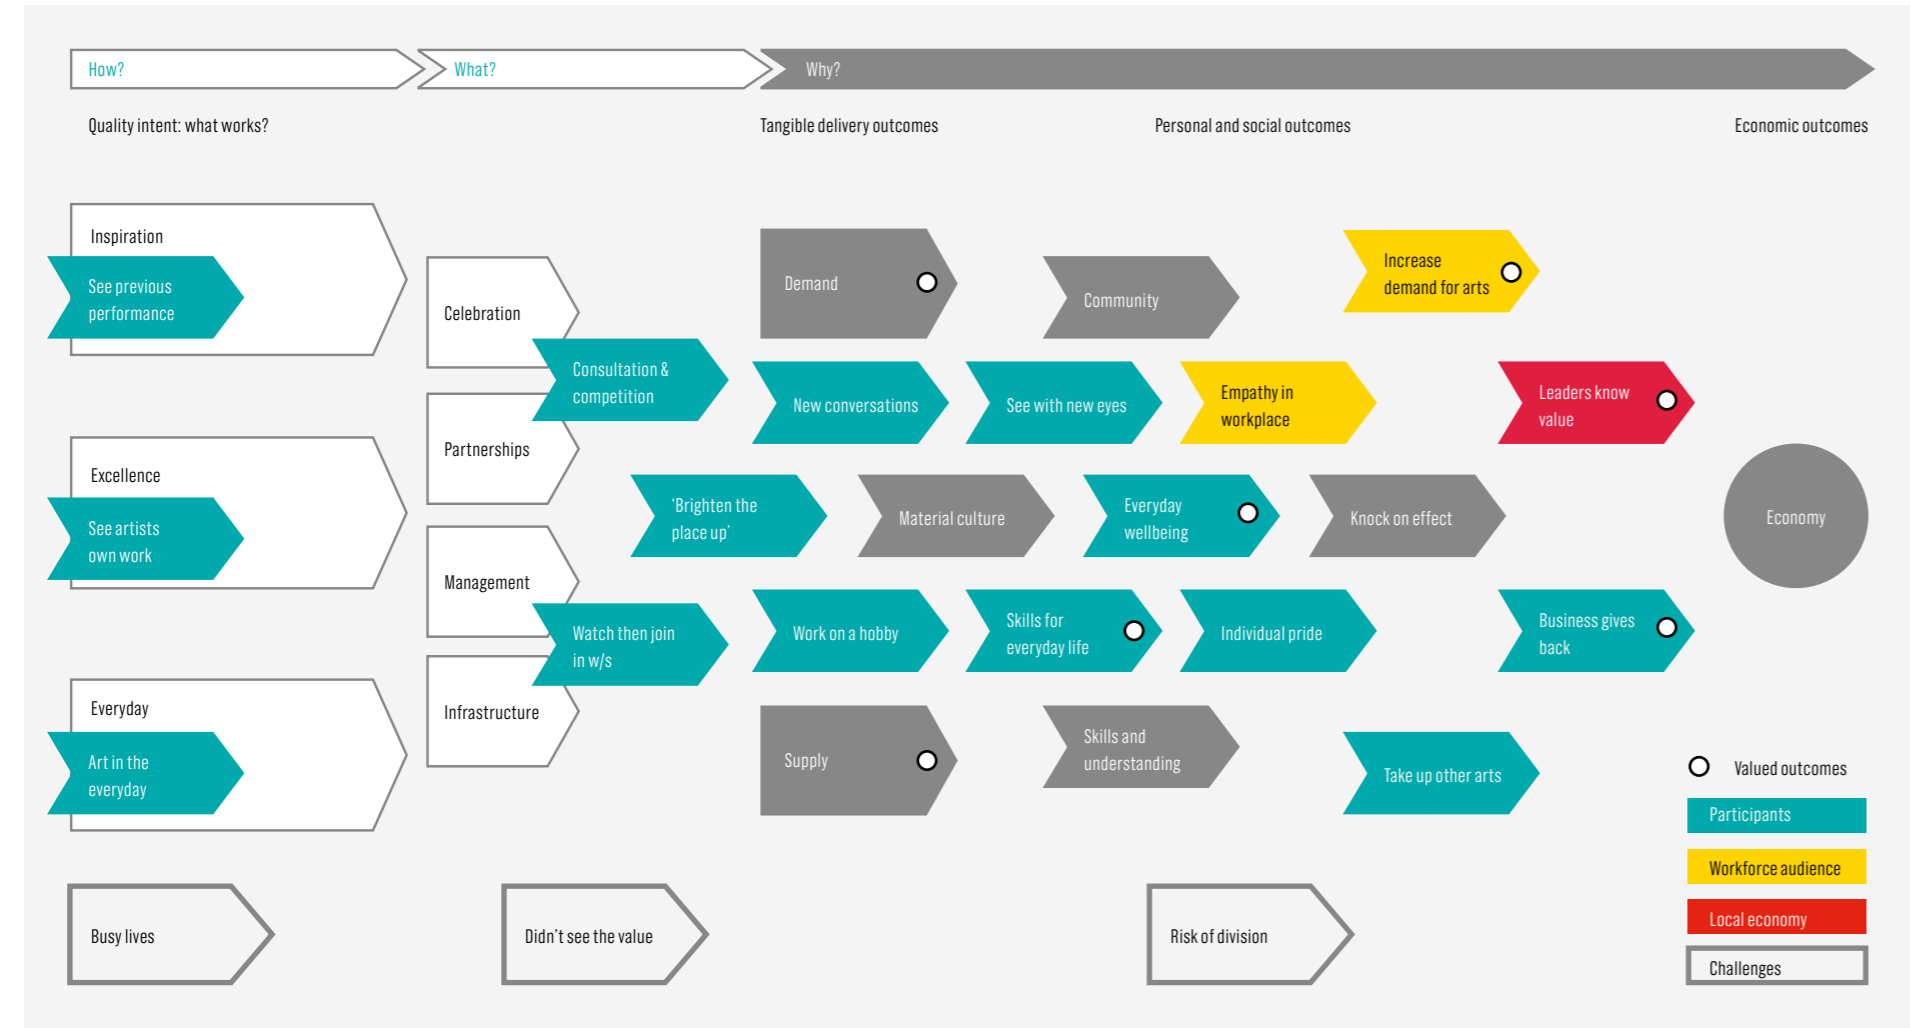 How?
What?
Why?
Quality intent: what works?
Tangible delivery outcomes
Personal and social outcomes
Economic outcomes
Inspiration
See previous
performance
Excellence
See artists
own work
Everyday
Art in the
everyday
Celebration
Partnerships
Management
Infrastructure
Consultation &
competition
Watch then join
in w/s
Demand
Community
Increase
demand for arts
New conversations
See with new eyes
Empathy in
workplace
Leaders know
value
‘Brighten the
place up’
Material culture
Everyday
wellbeing
Knock on effect
Economy
Work on a hobby
Skills for
everyday life
Individual pride
Business gives
back
Supply
Skills and
understanding
Take up other arts
Valued outcomes
Participants
Workforce audience
Local economy
Challenges
Busy lives
Didn’t see the value
Risk of division